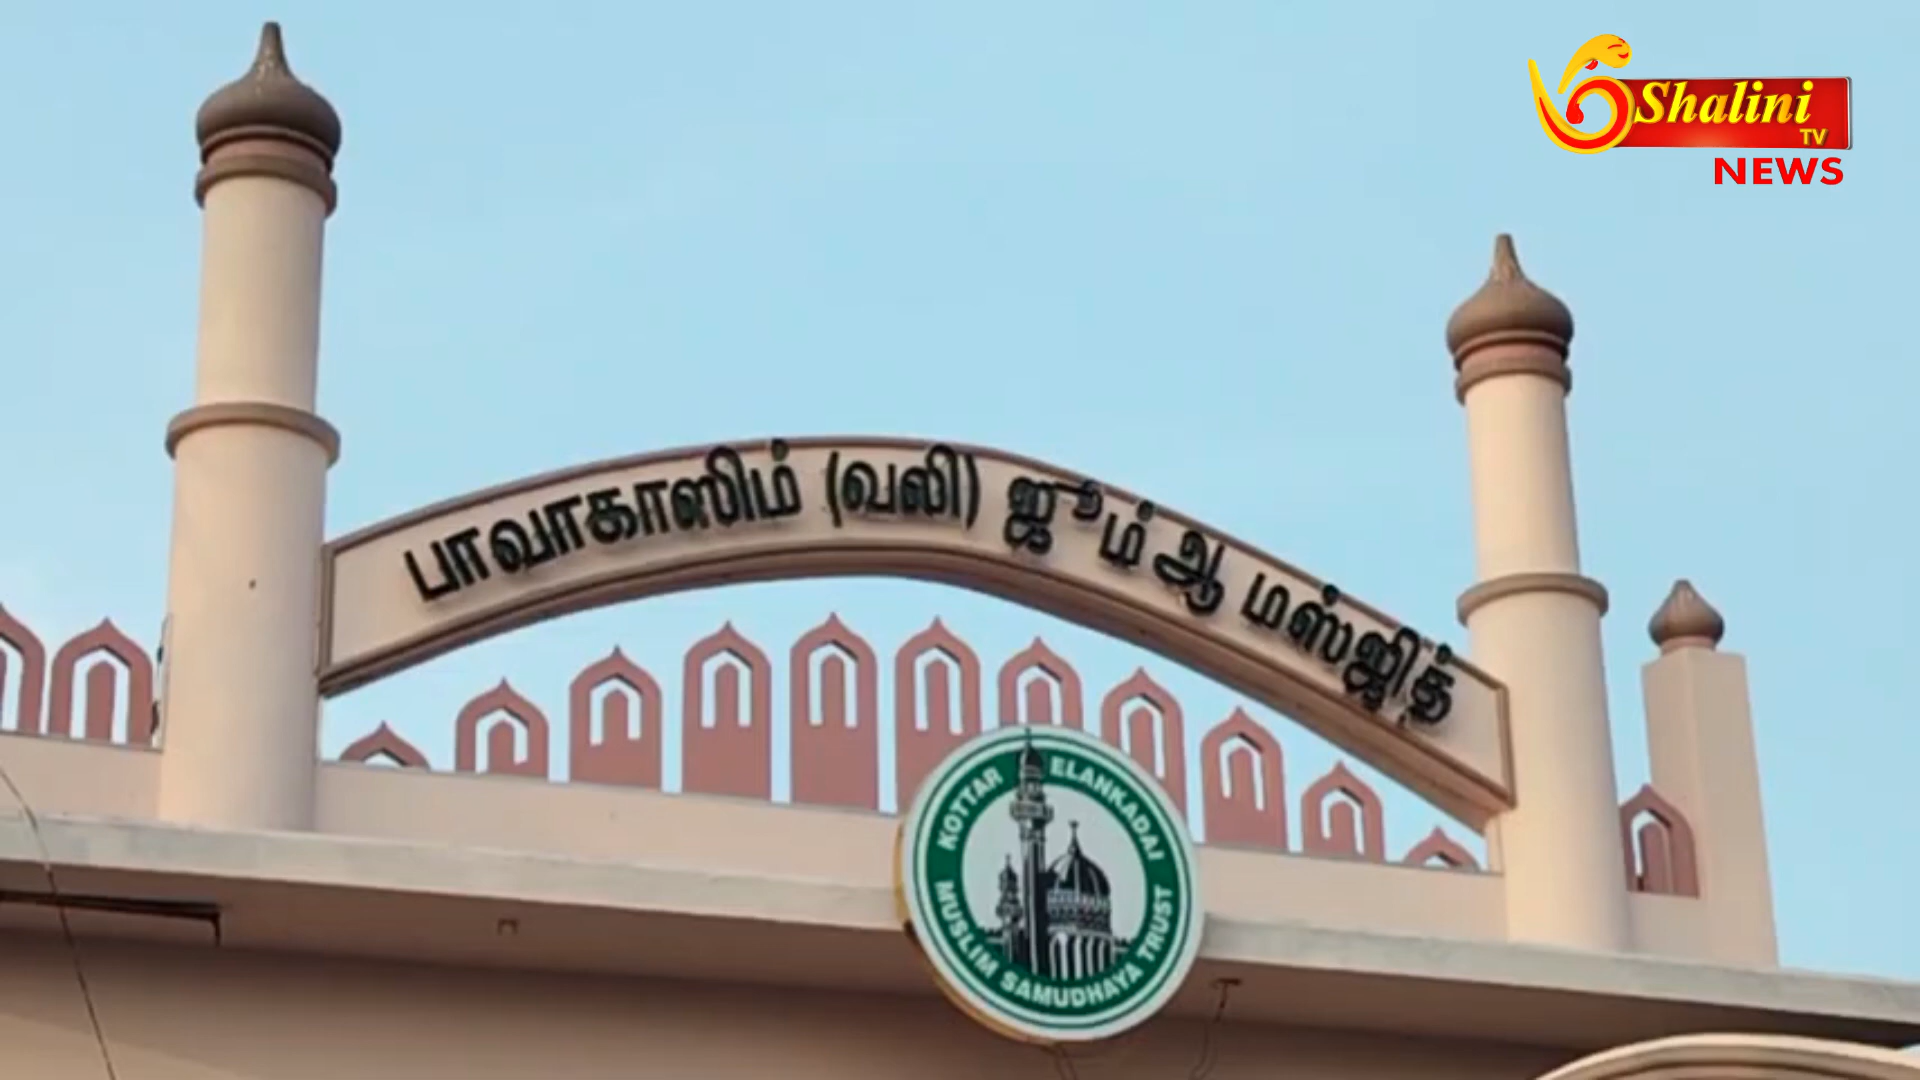 Shalini
TV
NEWS
பாவாகாஸிம் (வலி) ஜூம்ஆ மஸ்ஜித்
KOTTAR ELANKADAI
MUSLIM SAMUDHAYA TRUST